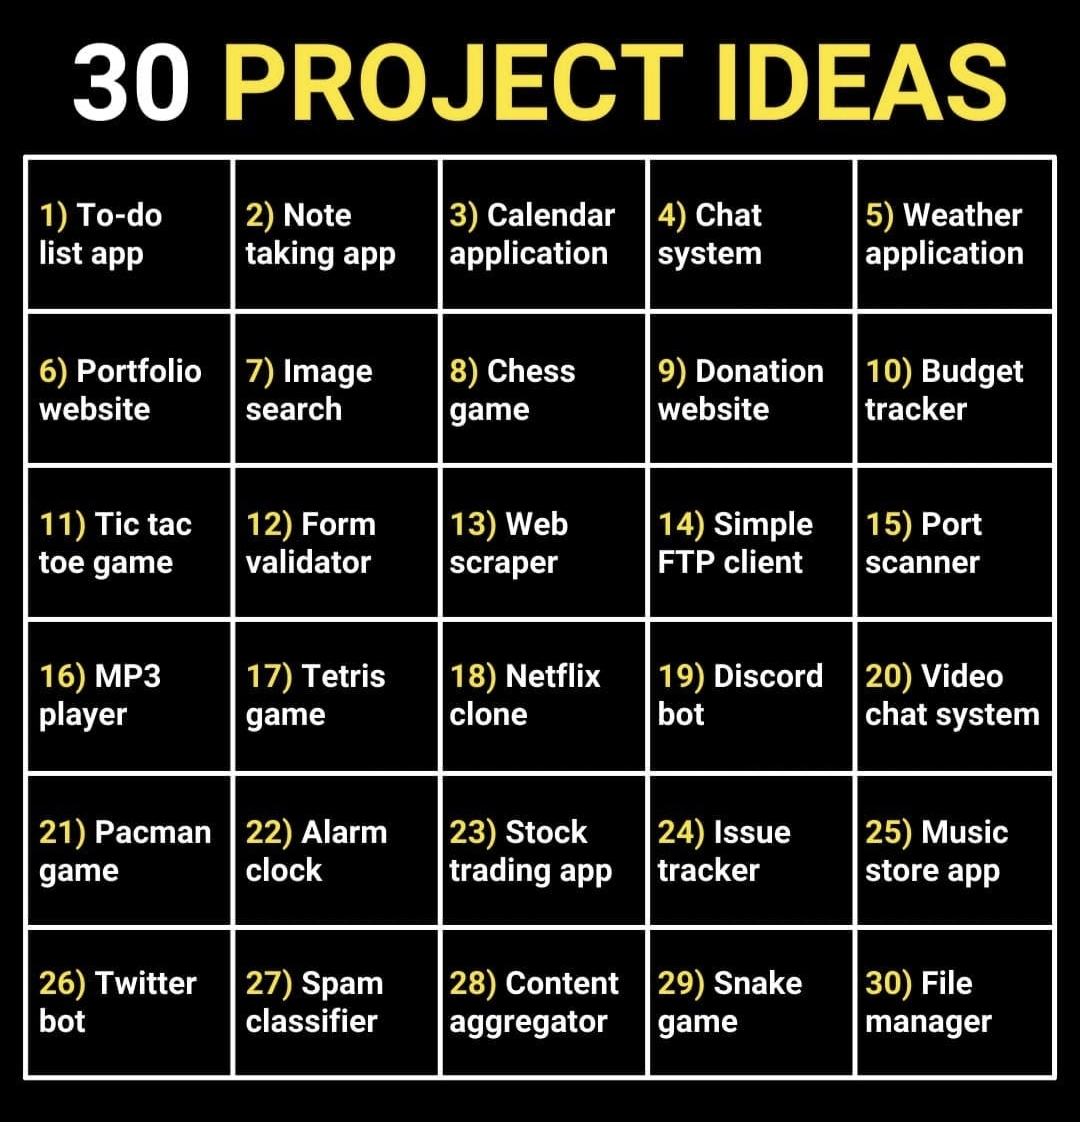 30 PROJECT IDEAS
1) To-do
list app
2) Note
taking app
3) Calendar
application
4) Chat
system
5) Weather
application
6) Portfolio
website
7) Image
search
8) Chess
game
9) Donation
website
10) Budget
tracker
11) Tic tac
toe game
12) Form
validator
13) Web
scraper
14) Simple
FTP client
15) Port
scanner
16) MP3
player
17) Tetris
game
18) Netflix
clone
19) Discord
bot
20) Video
chat system
21) Pacman
game
22) Alarm
clock
23) Stock
trading app
24) Issue
tracker
25) Music
store app
26) Twitter
bot
27) Spam
classifier
28) Content
aggregator
29) Snake
game
30) File
manager